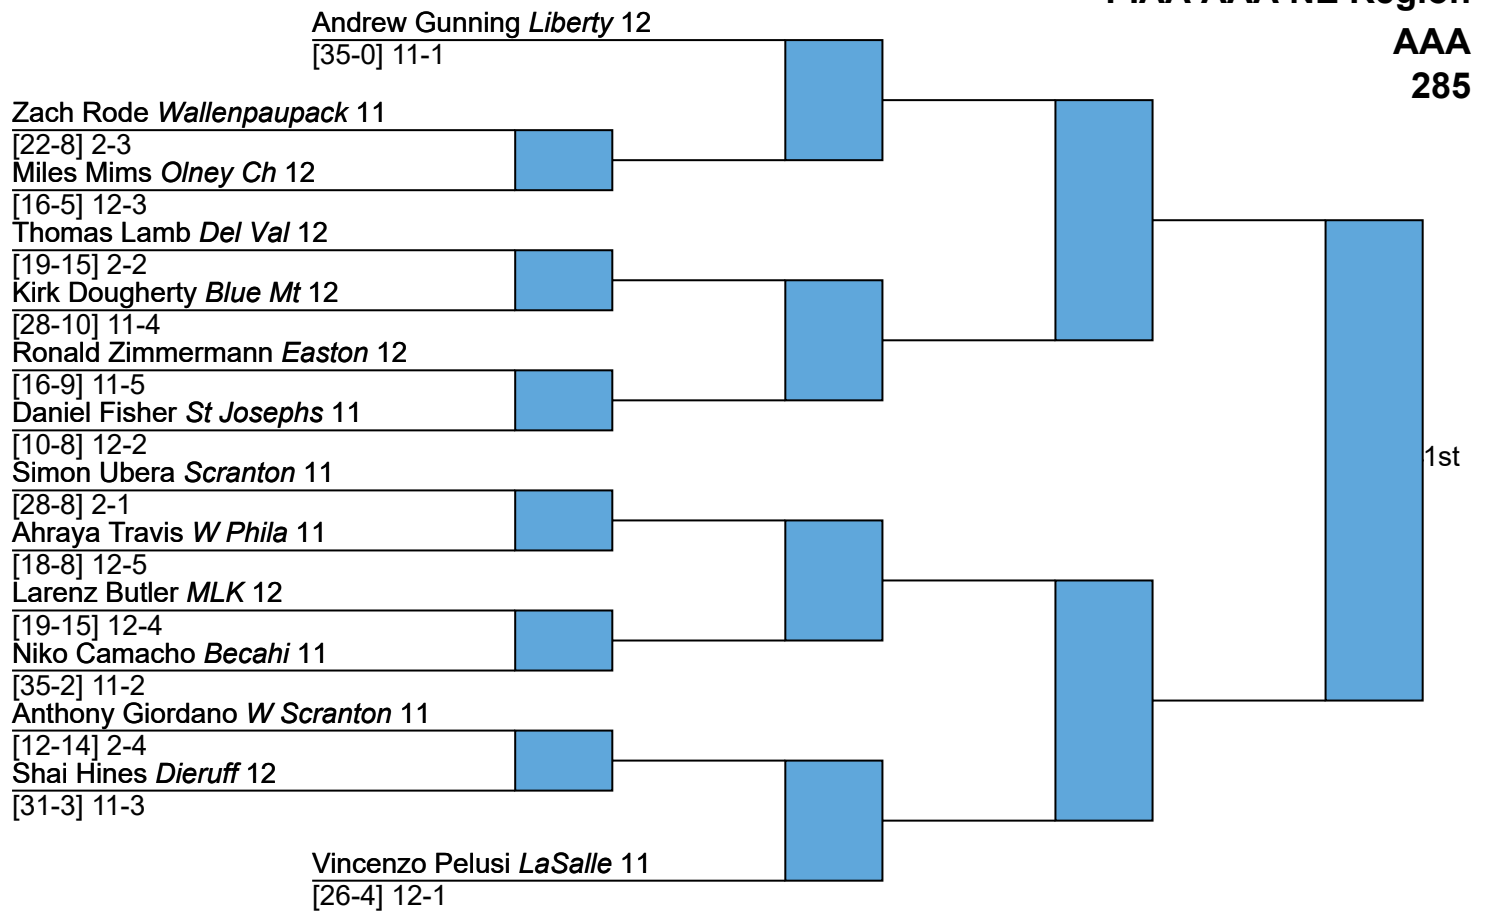 AAA
285
Andrew Gunning Liberty 12
[35-0] 11-1
Zach Rode Wallenpaupack 11
[22-8] 2-3
Miles Mims Olney Ch 12
[16-5] 12-3
Thomas Lamb Del Val 12
[19-15] 2-2
Kirk Dougherty Blue Mt 12
[28-10] 11-4
Ronald Zimmermann Easton 12
[16-9] 11-5
Daniel Fisher St Josephs 11
[10-8] 12-2
Simon Ubera Scranton 11
[28-8] 2-1
Ahraya Travis W Phila 11
[18-8] 12-5
Larenz Butler MLK 12
[19-15] 12-4
Niko Camacho Becahi 11
[35-2] 11-2
Anthony Giordano W Scranton 11
[12-14] 2-4
Shai Hines Dieruff 12
[31-3] 11-3
Vincenzo Pelusi LaSalle 11
[26-4] 12-1
1st